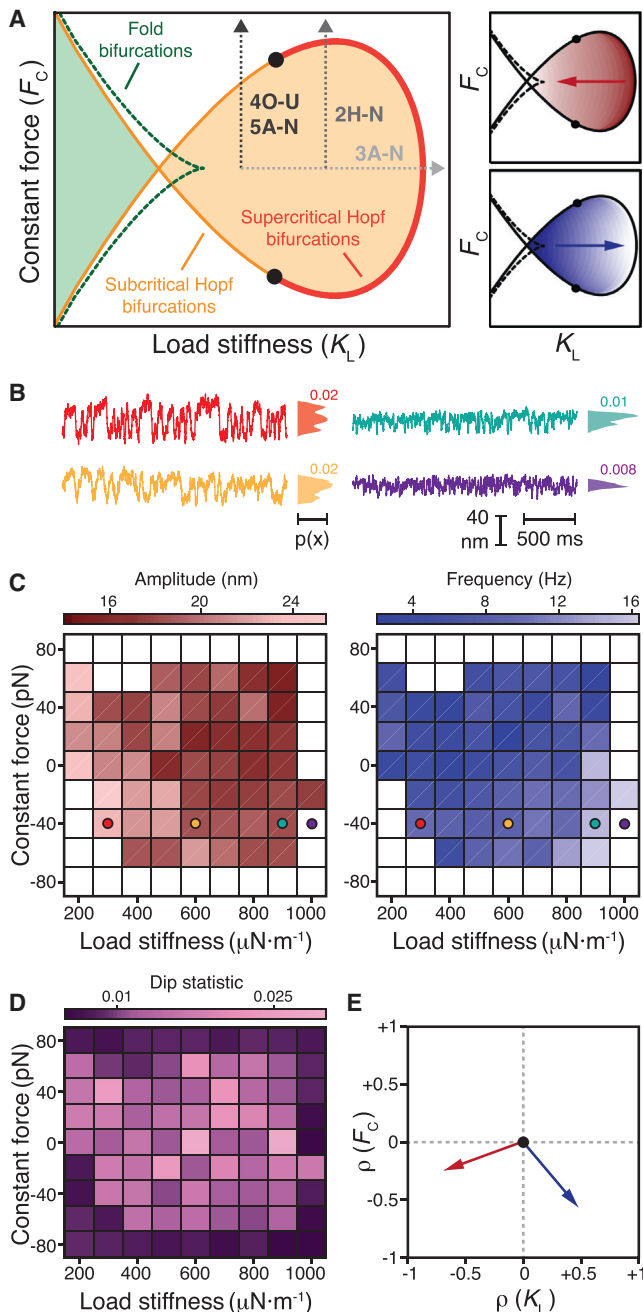 A
Fold
bifurcations
4O-U
5A-N
2H-N
3A-N
Supercritical Hopf
bifurcations
Subcritical Hopf
bifurcations
Constant force (FC)
Load stiffness (KL)
FC
FC
KL
B
0.02
0.01
0.02
0.008
p(x)
40
nm
500 ms
C
Amplitude (nm)
16 20 24
Frequency (Hz)
4 8 12 16
Constant force (pN)
80
40
0
-40
-80
200 400 600 800 1000
Load stiffness (μN·m-1)
80
40
0
-40
-80
200 400 600 800 1000
Load stiffness (μN·m-1)
D
Dip statistic
0.01 0.025
Constant force (pN)
80
40
0
-40
-80
200 400 600 800 1000
Load stiffness (μN·m-1)
E
+1
+0.5
0
-0.5
-1
ρ (FC)
-1 -0.5 0 +0.5 +1
ρ (KL)